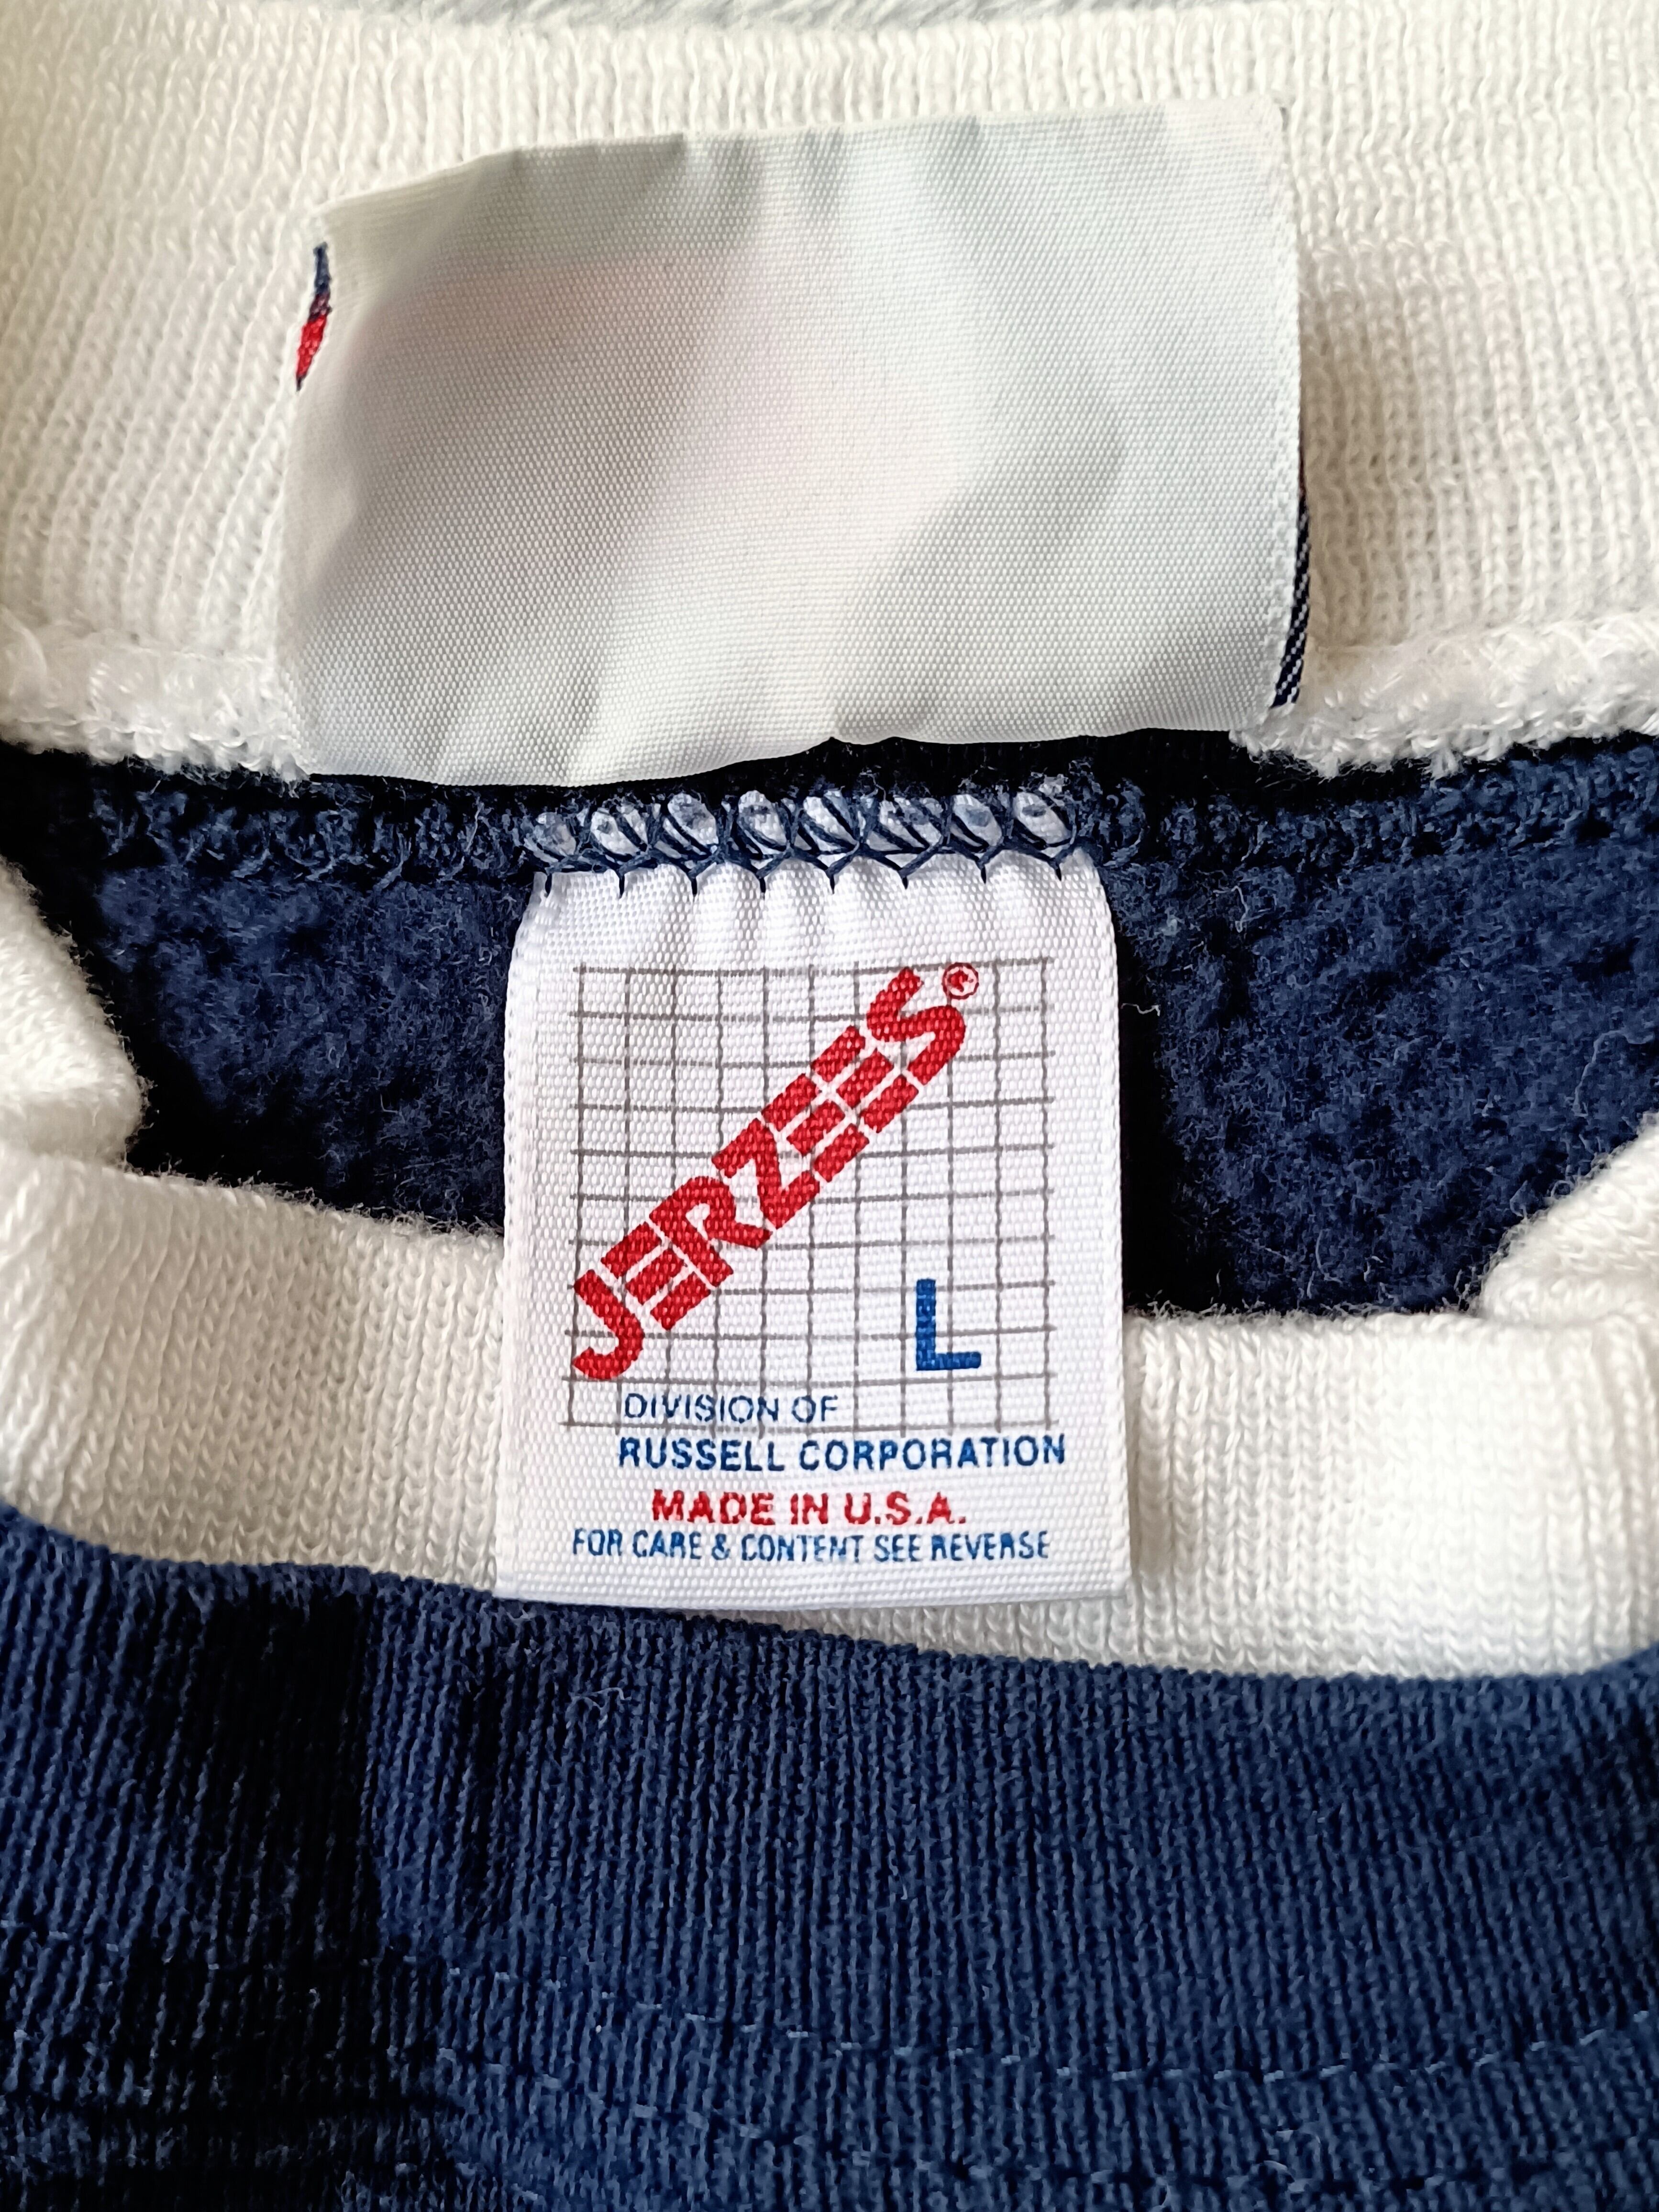 JERZEES®
L
DIVISION OF
RUSSELL CORPORATION
MADE IN U.S.A.
FOR CARE & CONTENT SEE REVERSE